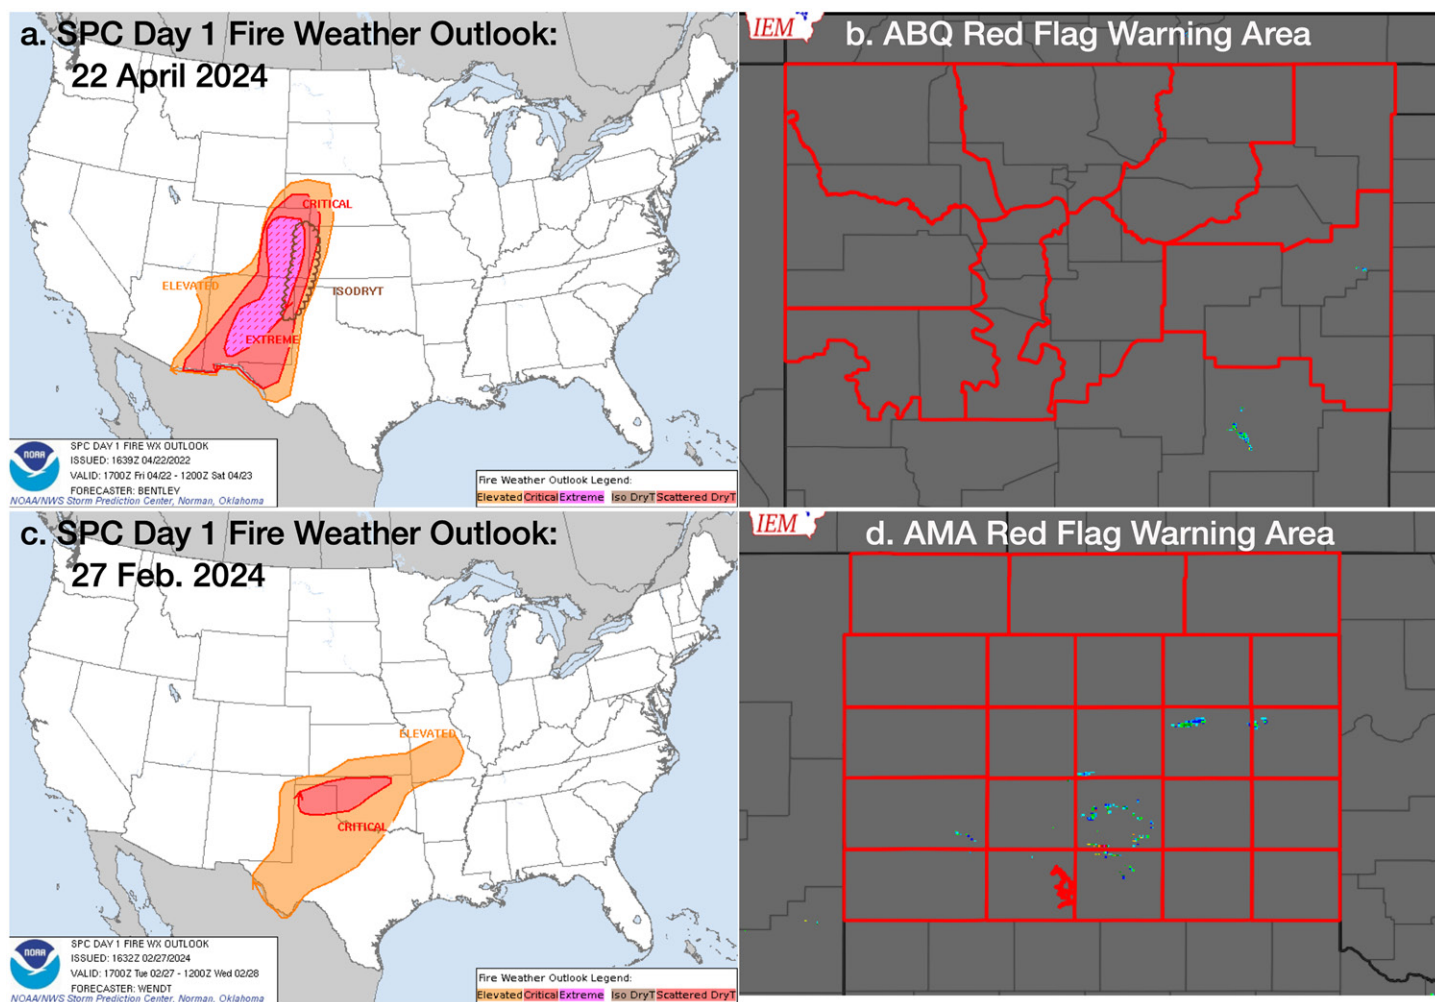 a. SPC Day 1 Fire Weather Outlook:
22 April 2024
CRITICAL
ELEVATED
ISODRYT
EXTREME
NOAA
SPC DAY 1 FIRE WX OUTLOOK
ISSUED: 1639Z 04/22/2022
VALID: 1700Z Fri 04/22 - 1200Z Sat 04/23
FORECASTER: BENTLEY
NOAA/NWS Storm Prediction Center, Norman, Oklahoma
Fire Weather Outlook Legend:
Elevated Critical Extreme Iso DryT Scattered DryT
IEM
b. ABQ Red Flag Warning Area
c. SPC Day 1 Fire Weather Outlook:
27 Feb. 2024
ELEVATED
CRITICAL
NOAA
SPC DAY 1 FIRE WX OUTLOOK
ISSUED: 1632Z 02/27/2024
VALID: 1700Z Tue 02/27 - 1200Z Wed 02/28
FORECASTER: WENDT
NOAA/NWS Storm Prediction Center, Norman, Oklahoma
Fire Weather Outlook Legend:
Elevated Critical Extreme Iso DryT Scattered DryT
IEM
d. AMA Red Flag Warning Area